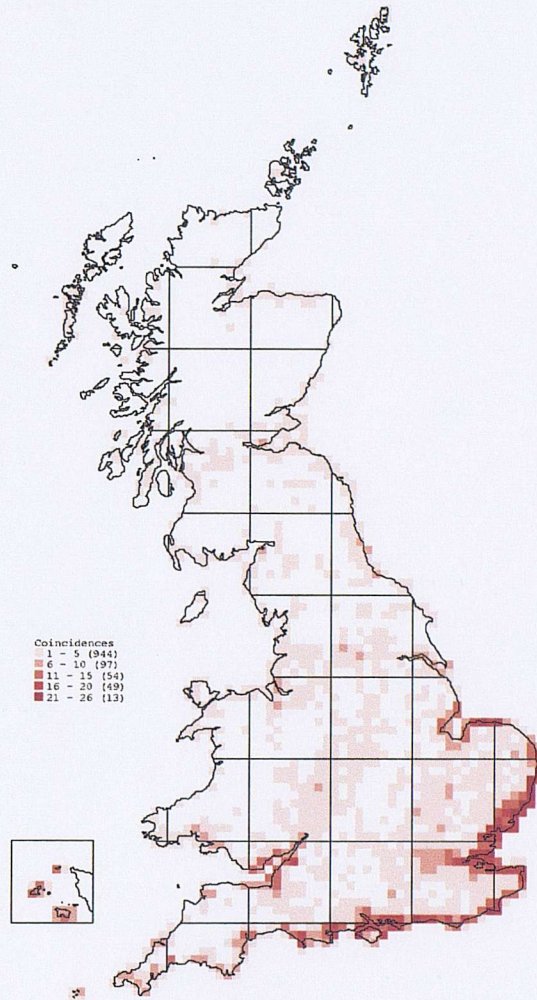 Coincidences
1 - 5 (944)
6 - 10 (97)
11 - 15 (54)
16 - 20 (49)
21 - 26 (13)